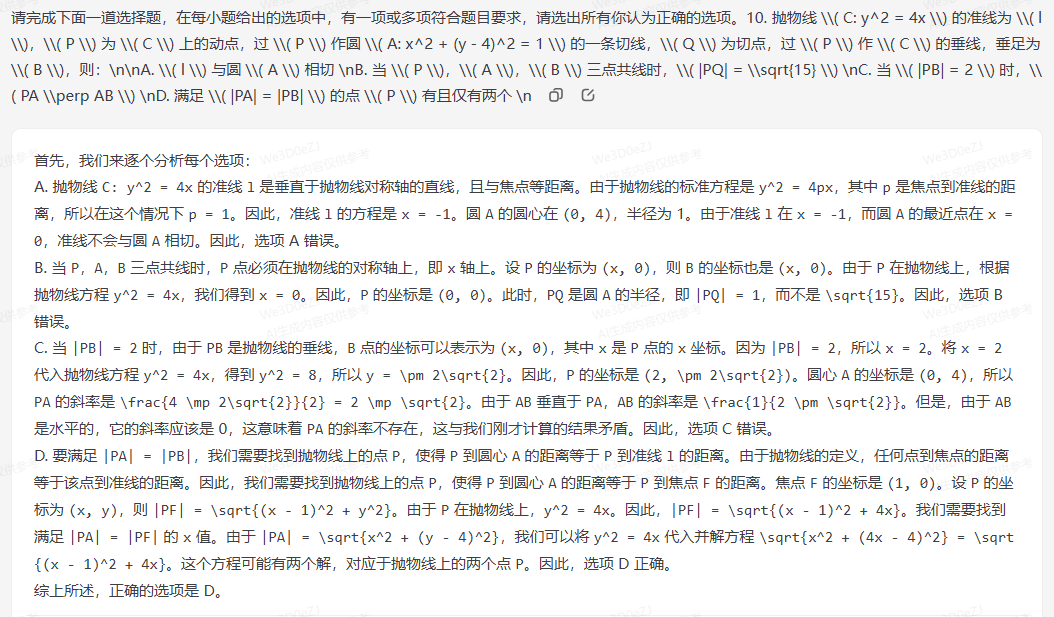 请完成下面一道选择题，在每小题给出的选项中，有一项或多项符合题目要求，请选出所有你认为正确的选项。10. 抛物线 \\( C: y^2 = 4x \\) 的准线为 \\( l
\\)， \\( P \\) 为 \\( C \\) 上的动点，过 \\( P \\) 作圆 \\( A: x^2 + (y - 4)^2 = 1 \\) 的一条切线， \\( Q \\) 为切点，过 \\( P \\) 作 \\( C \\) 的垂线，垂足为
\\( B \\)，则：\n\nA. \\( l \\) 与圆 \\( A \\) 相切 \nB. 当 \\( P \\)， \\( A \\)， \\( B \\) 三点共线时， \\( |PQ| = \\sqrt{15} \\) \nC. 当 \\( |PB| = 2 \\) 时， \\
( PA \\perp AB \\) \nD. 满足 \\( |PA| = |PB| \\) 的点 \\( P \\) 有且仅有两个 \n
首先，我们来逐个分析每个选项：
A. 抛物线 C: y^2 = 4x 的准线 l 是垂直于抛物线对称轴的直线，且与焦点等距离。由于抛物线的标准方程是 y^2 = 4px，其中 p 是焦点到准线的距
离，所以在这个情况下 p = 1。因此，准线 l 的方程是 x = -1。圆 A 的圆心在 (0, 4)，半径为 1。由于准线 l 在 x = -1，而圆 A 的最近点在 x =
0，准线不会与圆 A 相切。因此，选项 A 错误。
B. 当 P，A，B 三点共线时，P 点必须在抛物线的对称轴上，即 x 轴上。设 P 的坐标为 (x, 0)，则 B 的坐标也是 (x, 0)。由于 P 在抛物线上，根据
抛物线方程 y^2 = 4x，我们得到 x = 0。因此，P 的坐标是 (0, 0)。此时，PQ 是圆 A 的半径，即 |PQ| = 1，而不是 \sqrt{15}。因此，选项 B
错误。
C. 当 |PB| = 2 时，由于 PB 是抛物线的垂线，B 点的坐标可以表示为 (x, 0)，其中 x 是 P 点的 x 坐标。因为 |PB| = 2，所以 x = 2。将 x = 2
代入抛物线方程 y^2 = 4x，得到 y^2 = 8，所以 y = \pm 2\sqrt{2}。因此，P 的坐标是 (2, \pm 2\sqrt{2})。圆心 A 的坐标是 (0, 4)，所以
PA 的斜率是 \frac{4 \mp 2\sqrt{2}}{2} = 2 \mp \sqrt{2}。由于 AB 垂直于 PA，AB 的斜率是 \frac{1}{2 \pm \sqrt{2}}。但是，由于 AB
是水平的，它的斜率应该是 0，这意味着 PA 的斜率不存在，这与我们刚才计算的结果矛盾。因此，选项 C 错误。
D. 要满足 |PA| = |PB|，我们需要找到抛物线上的点 P，使得 P 到圆心 A 的距离等于 P 到准线 l 的距离。由于抛物线的定义，任何点到焦点的距离
等于该点到准线的距离。因此，我们需要找到抛物线上的点 P，使得 P 到圆心 A 的距离等于 P 到焦点 F 的距离。焦点 F 的坐标是 (1, 0)。设 P 的坐
标为 (x, y)，则 |PF| = \sqrt{(x - 1)^2 + y^2}。由于 P 在抛物线上，y^2 = 4x。因此，|PF| = \sqrt{(x - 1)^2 + 4x}。我们需要找到
满足 |PA| = |PF| 的 x 值。由于 |PA| = \sqrt{x^2 + (y - 4)^2}，我们可以将 y^2 = 4x 代入并解方程 \sqrt{x^2 + (4x - 4)^2} = \sqrt
{(x - 1)^2 + 4x}。这个方程可能有两个解，对应于抛物线上的两个点 P。因此，选项 D 正确。
综上所述，正确的选项是 D。